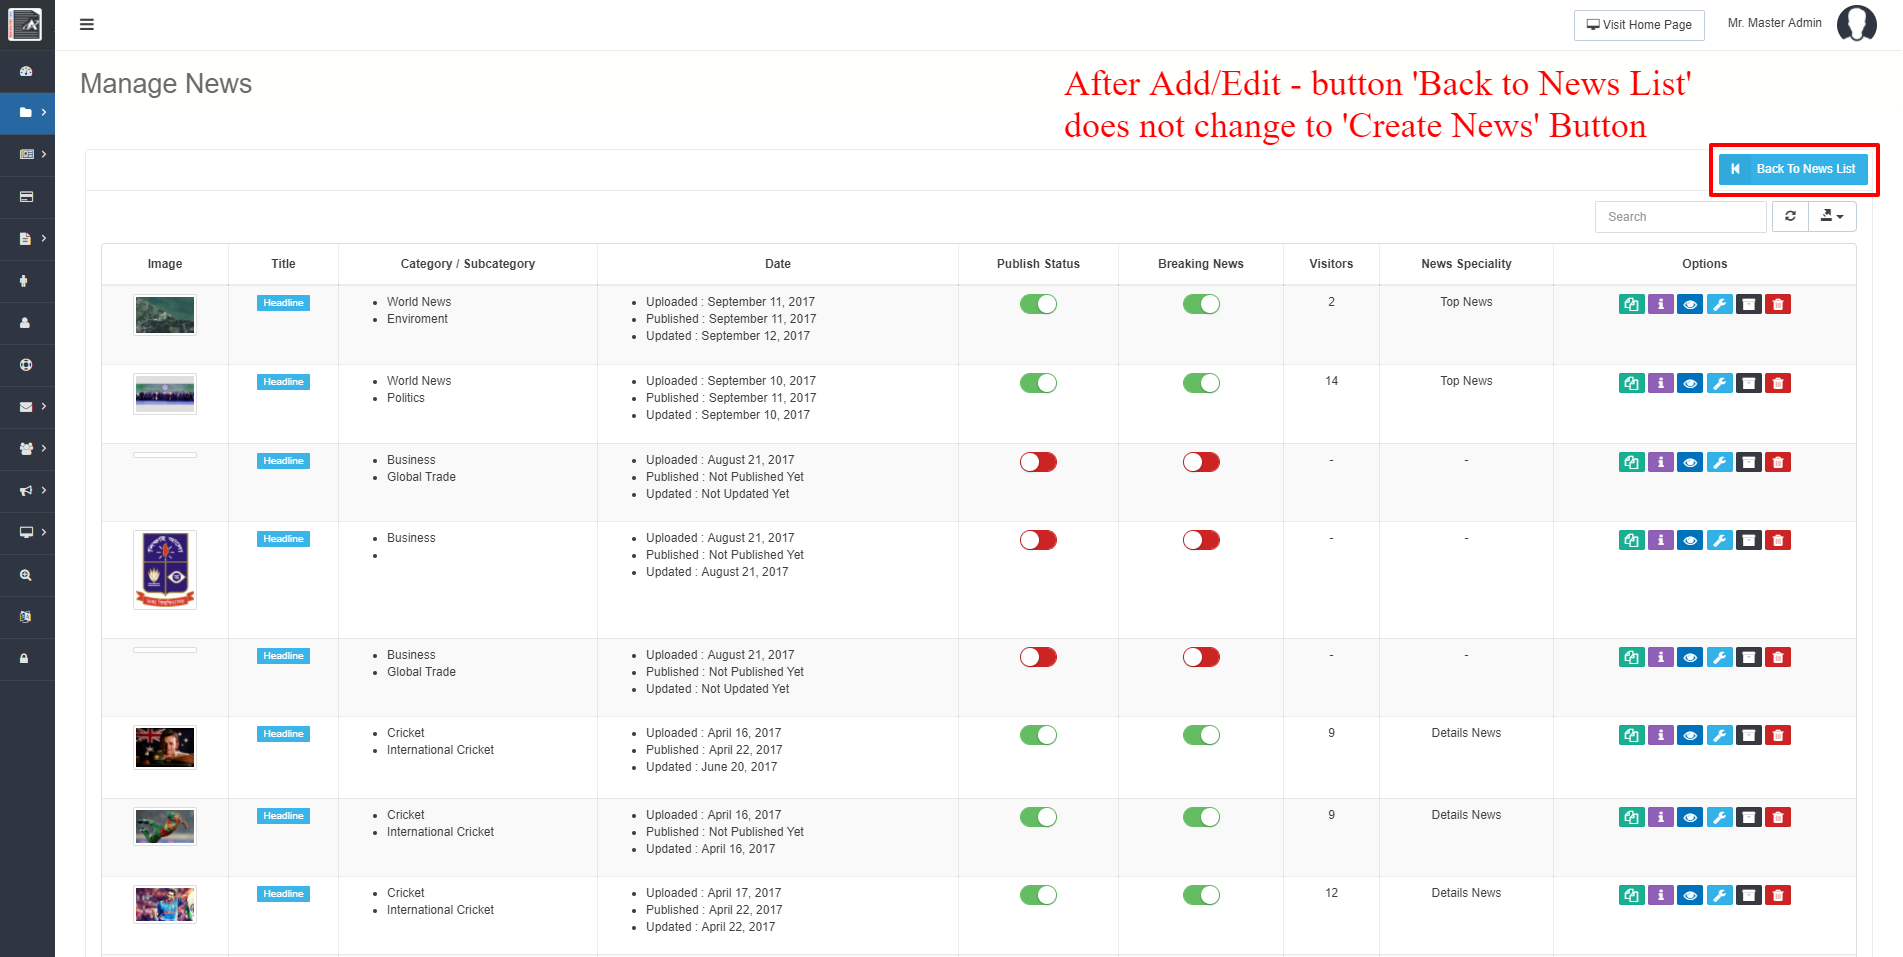 Visit Home Page
Mr. Master Admin
Manage News
After Add/Edit - button 'Back to News List'
does not change to 'Create News' Button
Back To News List
Search
Image Title Category / Subcategory Date Publish Status Breaking News Visitors News Speciality Options
Headline
World News
Enviroment
Uploaded : September 11, 2017
Published : September 11, 2017
Updated : September 12, 2017
2
Top News
Headline
World News
Politics
Uploaded : September 10, 2017
Published : September 11, 2017
Updated : September 10, 2017
14
Top News
Headline
Business
Global Trade
Uploaded : August 21, 2017
Published : Not Published Yet
Updated : Not Updated Yet
-
-
Headline
Business
Uploaded : August 21, 2017
Published : Not Published Yet
Updated : August 21, 2017
-
-
Headline
Business
Global Trade
Uploaded : August 21, 2017
Published : Not Published Yet
Updated : Not Updated Yet
-
-
Headline
Cricket
International Cricket
Uploaded : April 16, 2017
Published : April 22, 2017
Updated : June 20, 2017
9
Details News
Headline
Cricket
International Cricket
Uploaded : April 16, 2017
Published : Not Published Yet
Updated : April 16, 2017
9
Details News
Headline
Cricket
International Cricket
Uploaded : April 17, 2017
Published : April 22, 2017
Updated : April 22, 2017
12
Details News